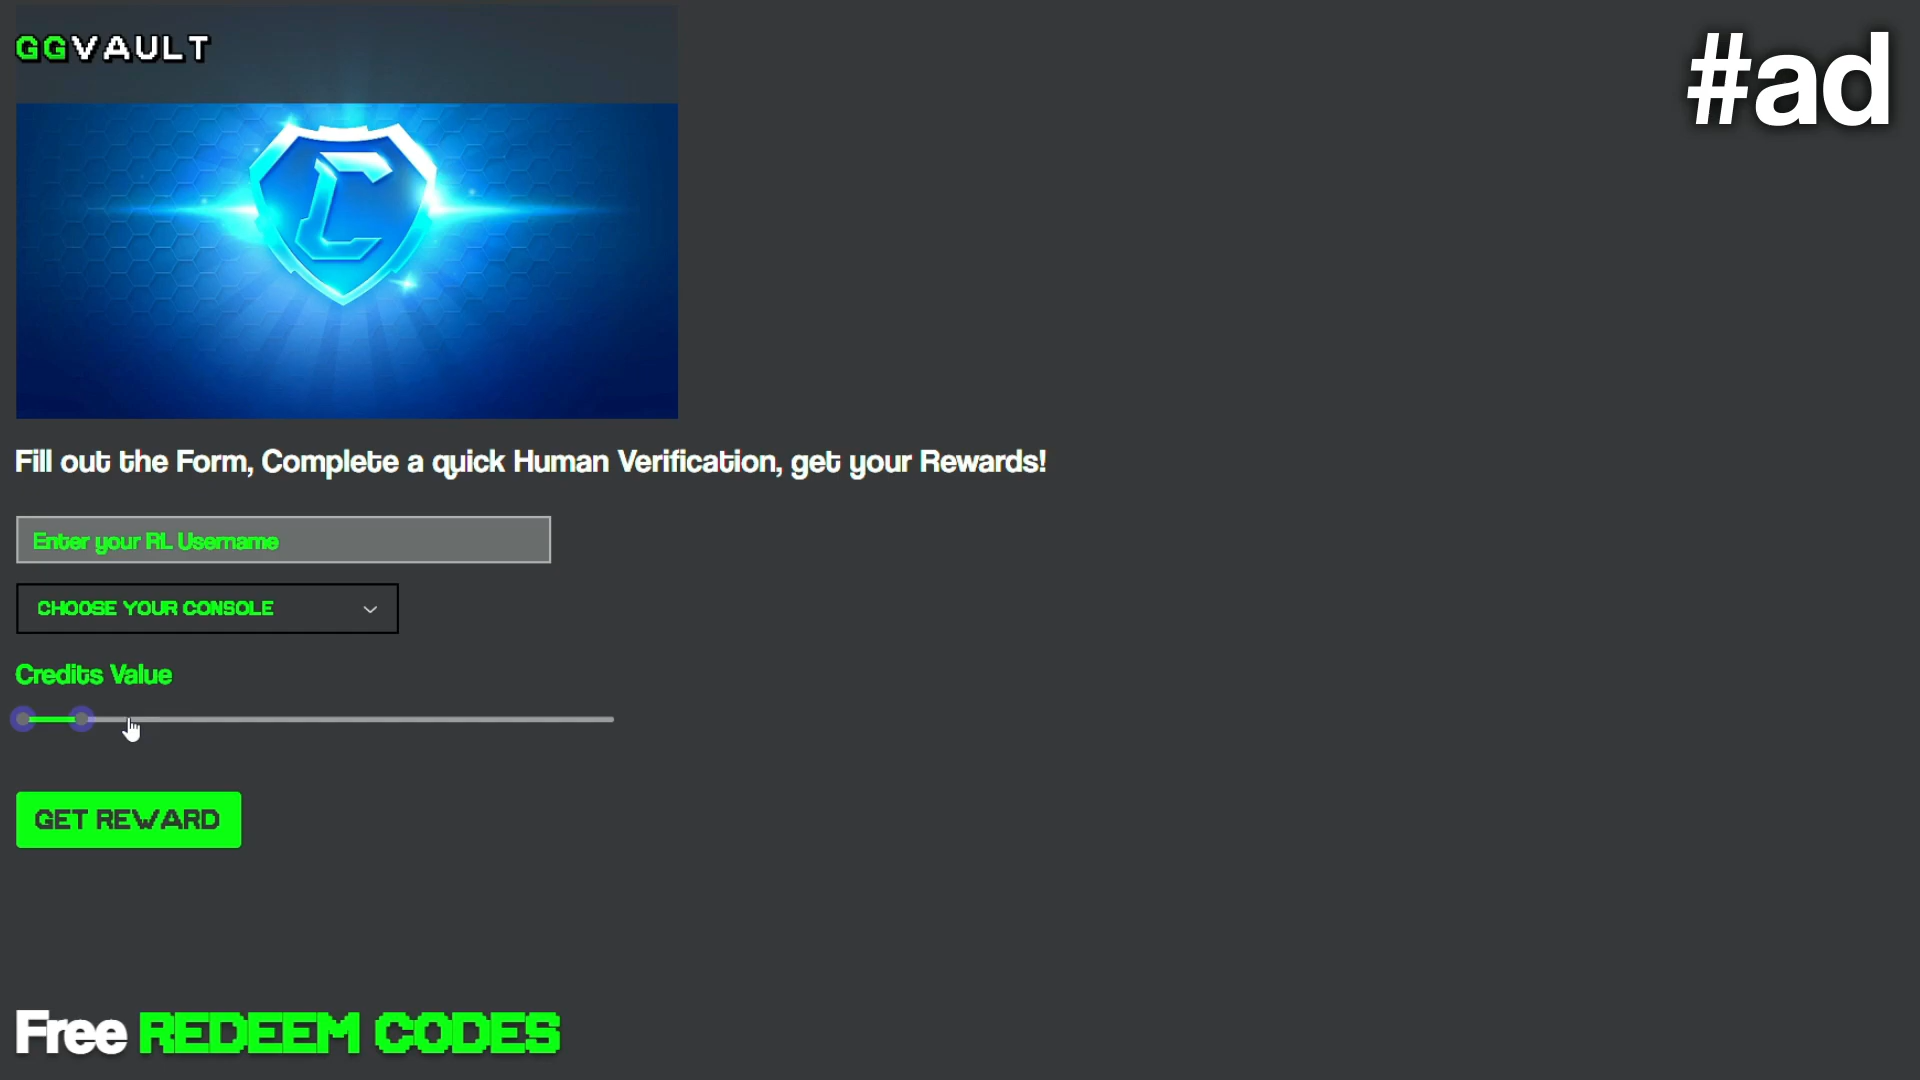 GGVAULT
#ad
Fill out the Form, Complete a quick Human Verification, get your Rewards!
Enter your RL Username
CHOOSE YOUR CONSOLE
Credits Value
GET REWARD
Free REDEEM CODES